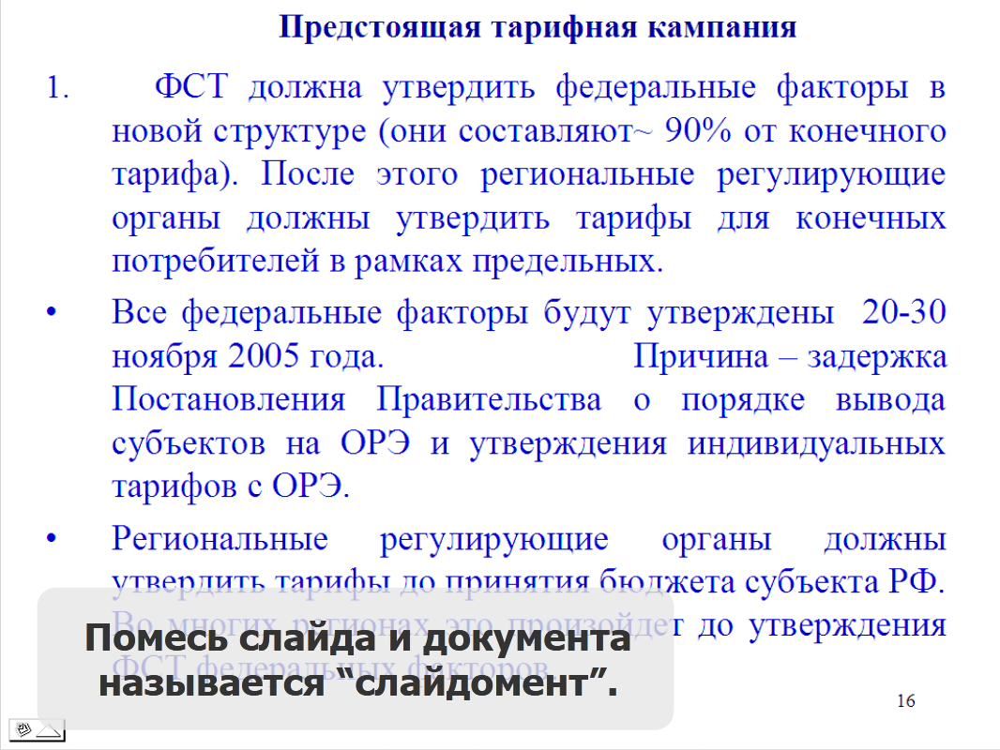 Предстоящая тарифная кампания
1. ФСТ должна утвердить федеральные факторы в
новой структуре (они составляют~ 90% от конечного
тарифа). После этого региональные регулирующие
органы должны утвердить тарифы для конечных
потребителей в рамках предельных.
• Все федеральные факторы будут утверждены 20-30
ноября 2005 года. Причина – задержка
Постановления Правительства о порядке вывода
субъектов на ОРЭ и утверждения индивидуальных
тарифов с ОРЭ.
• Региональные регулирующие органы должны
утвердить тарифы до принятия бюджета субъекта РФ.
Во многих регионах это произойдет до утверждения
ФСТ федеральных факторов.
Помесь слайда и документа
называется “слайдомент”.
16